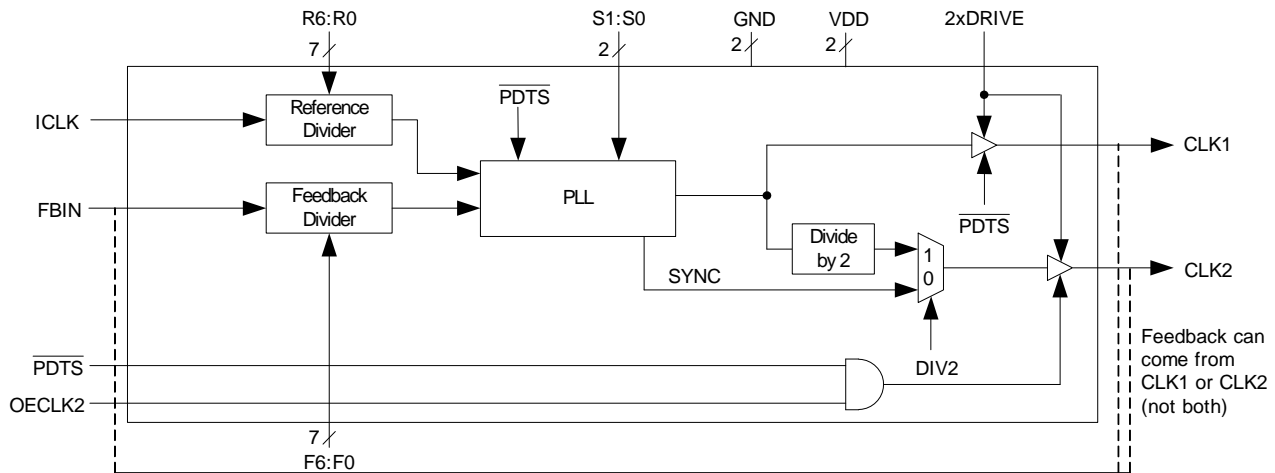 R6:R0
S1:S0
GND
VDD
2xDRIVE
7
2
2
2
ICLK
Reference
Divider
PDTS
CLK1
FBIN
Feedback
Divider
PLL
PDTS
Divide
by 2
1
0
SYNC
CLK2
DIV2
Feedback can
come from
CLK1 or CLK2
(not both)
PDTS
OECLK2
7
F6:F0